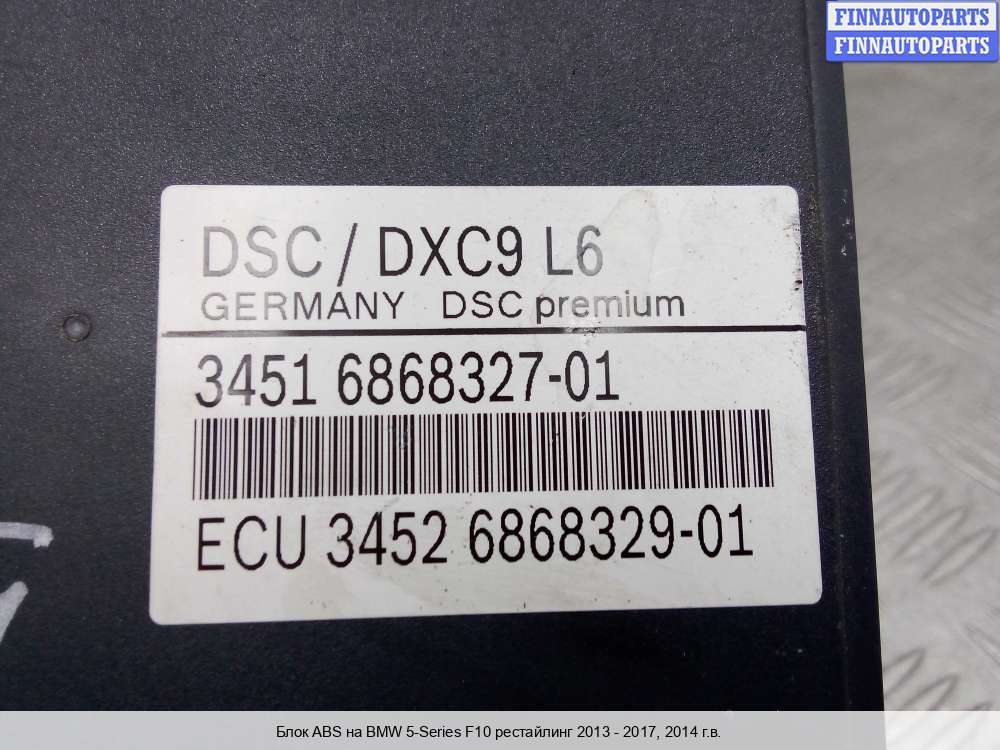 FINNAUTOPARTS
FINNAUTOPARTS
DSC / DXC9 L6
GERMANY DSC premium
3451 6868327-01
ECU 3452 6868329-01
Блок ABS на BMW 5-Series F10 рестайлинг 2013 - 2017, 2014 г.в.